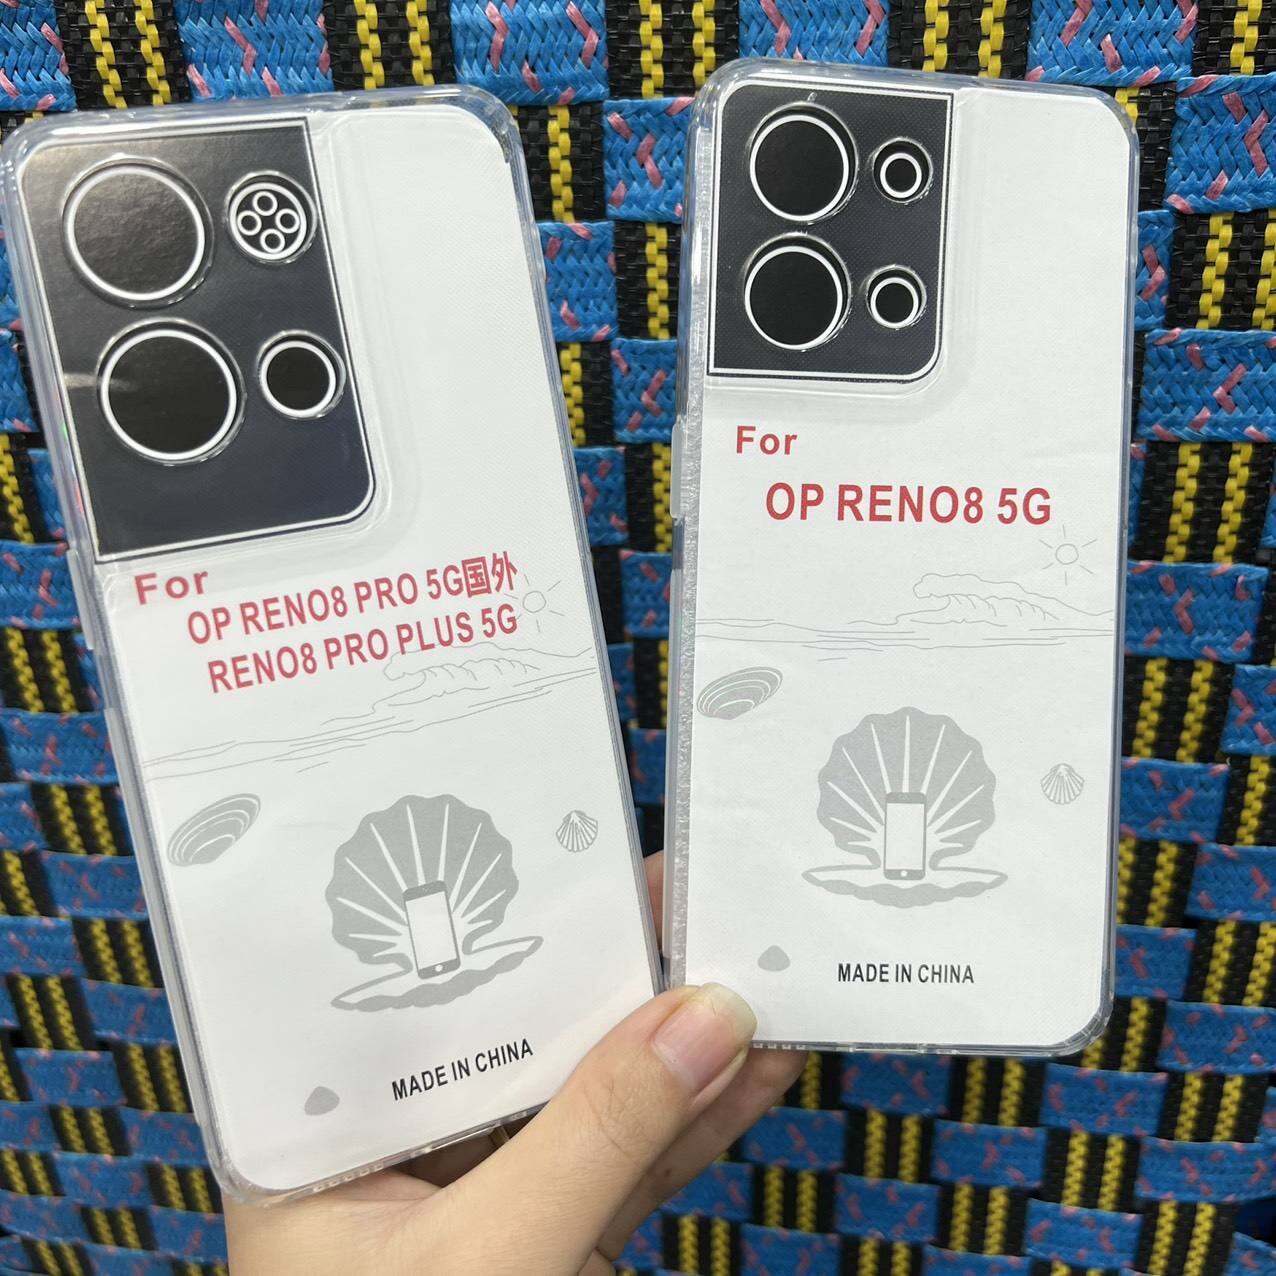 For
OP RENO8 PRO 5G国外
RENO8 PRO PLUS 5G
MADE IN CHINA
For
OP RENO8 5G
MADE IN CHINA